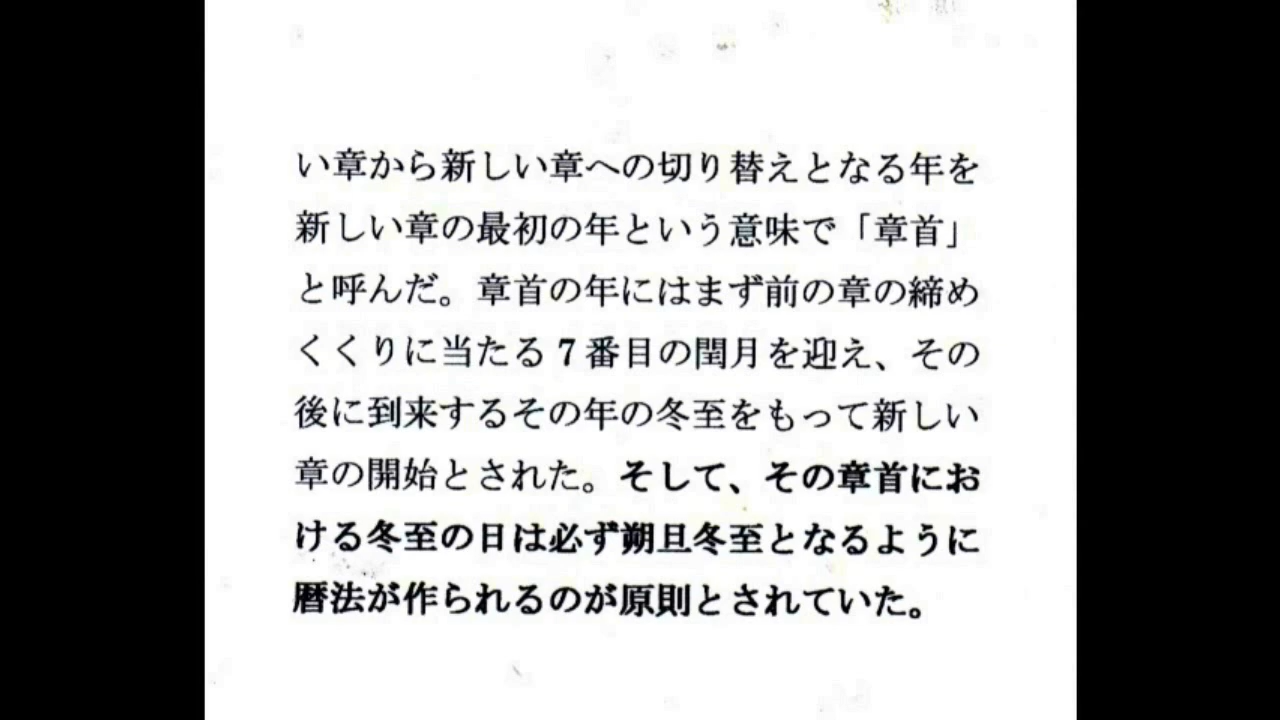 い章から新しい章への切り替えとなる年を
新しい章の最初の年という意味で「章首」
と呼んだ。章首の年にはまず前の章の締め
くくりに当たる７番目の閏月を迎え、その
後に到来するその年の冬至をもって新しい
章の開始とされた。そして、その章首にお
ける冬至の日は必ず朔旦冬至となるように
暦法が作られるのが原則とされていた。